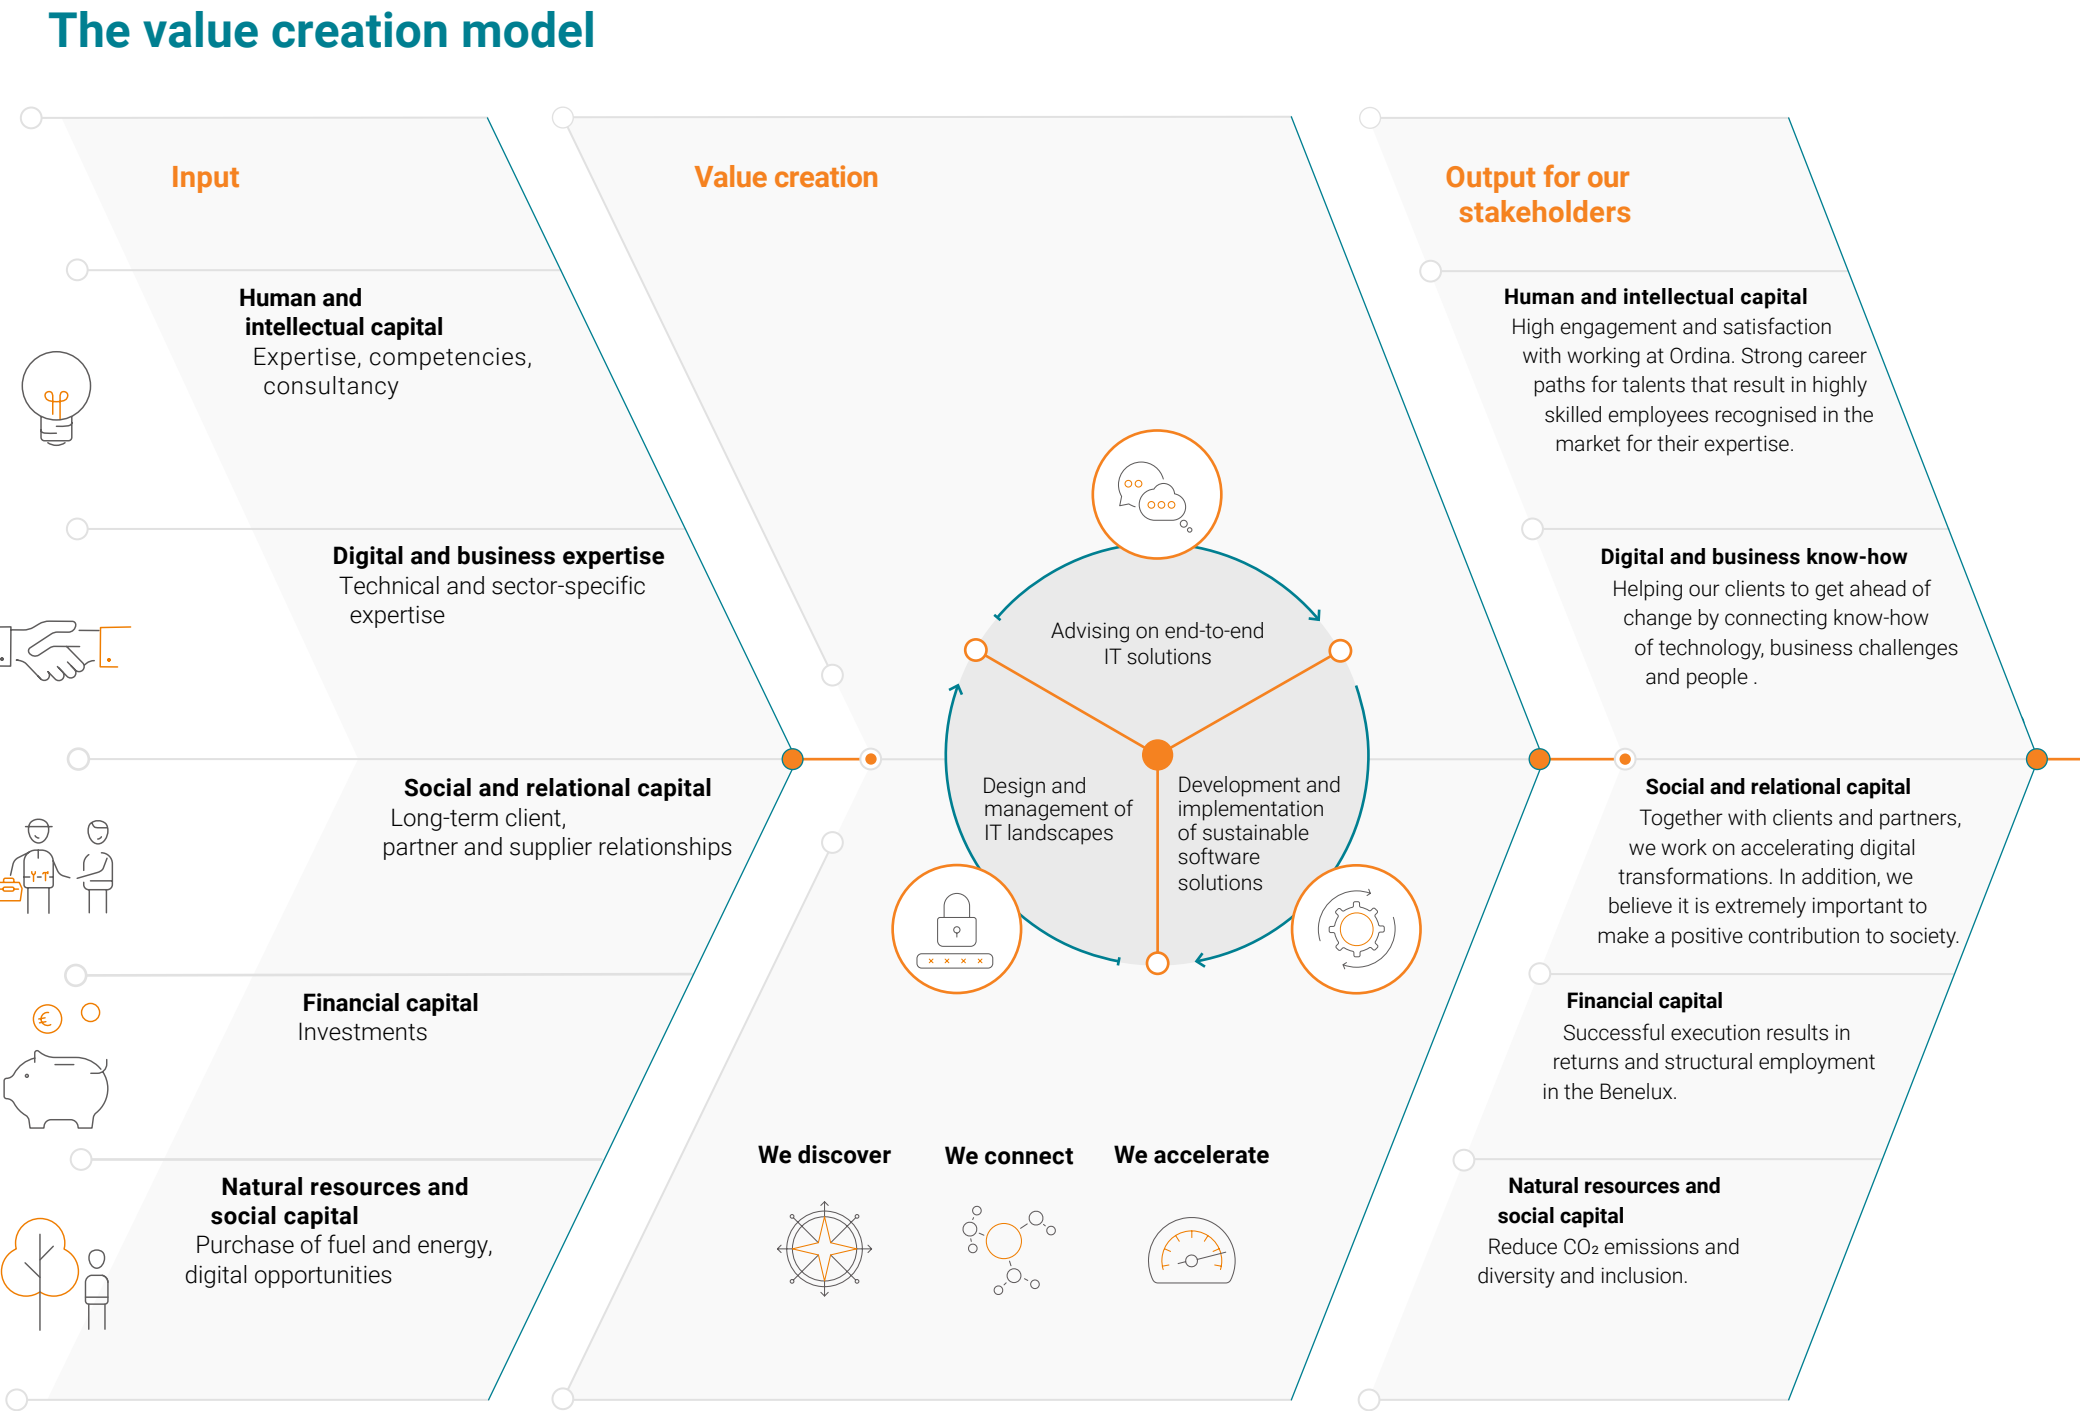 The value creation model
Input
Human and
intellectual capital
Expertise, competencies,
consultancy
Digital and business expertise
Technical and sector-specific
expertise
Social and relational capital
Long-term client,
partner and supplier relationships
Financial capital
Investments
Natural resources and
social capital
Purchase of fuel and energy,
digital opportunities
Value creation
Advising on end-to-end
IT solutions
Design and
management of
IT landscapes
Development and
implementation
of sustainable
software
solutions
We discover
We connect
We accelerate
Output for our
stakeholders
Human and intellectual capital
High engagement and satisfaction
with working at Ordina. Strong career
paths for talents that result in highly
skilled employees recognised in the
market for their expertise.
Digital and business know-how
Helping our clients to get ahead of
change by connecting know-how
of technology, business challenges
and people .
Social and relational capital
Together with clients and partners,
we work on accelerating digital
transformations. In addition, we
believe it is extremely important to
make a positive contribution to society.
Financial capital
Successful execution results in
returns and structural employment
in the Benelux.
Natural resources and
social capital
Reduce CO₂ emissions and
diversity and inclusion.